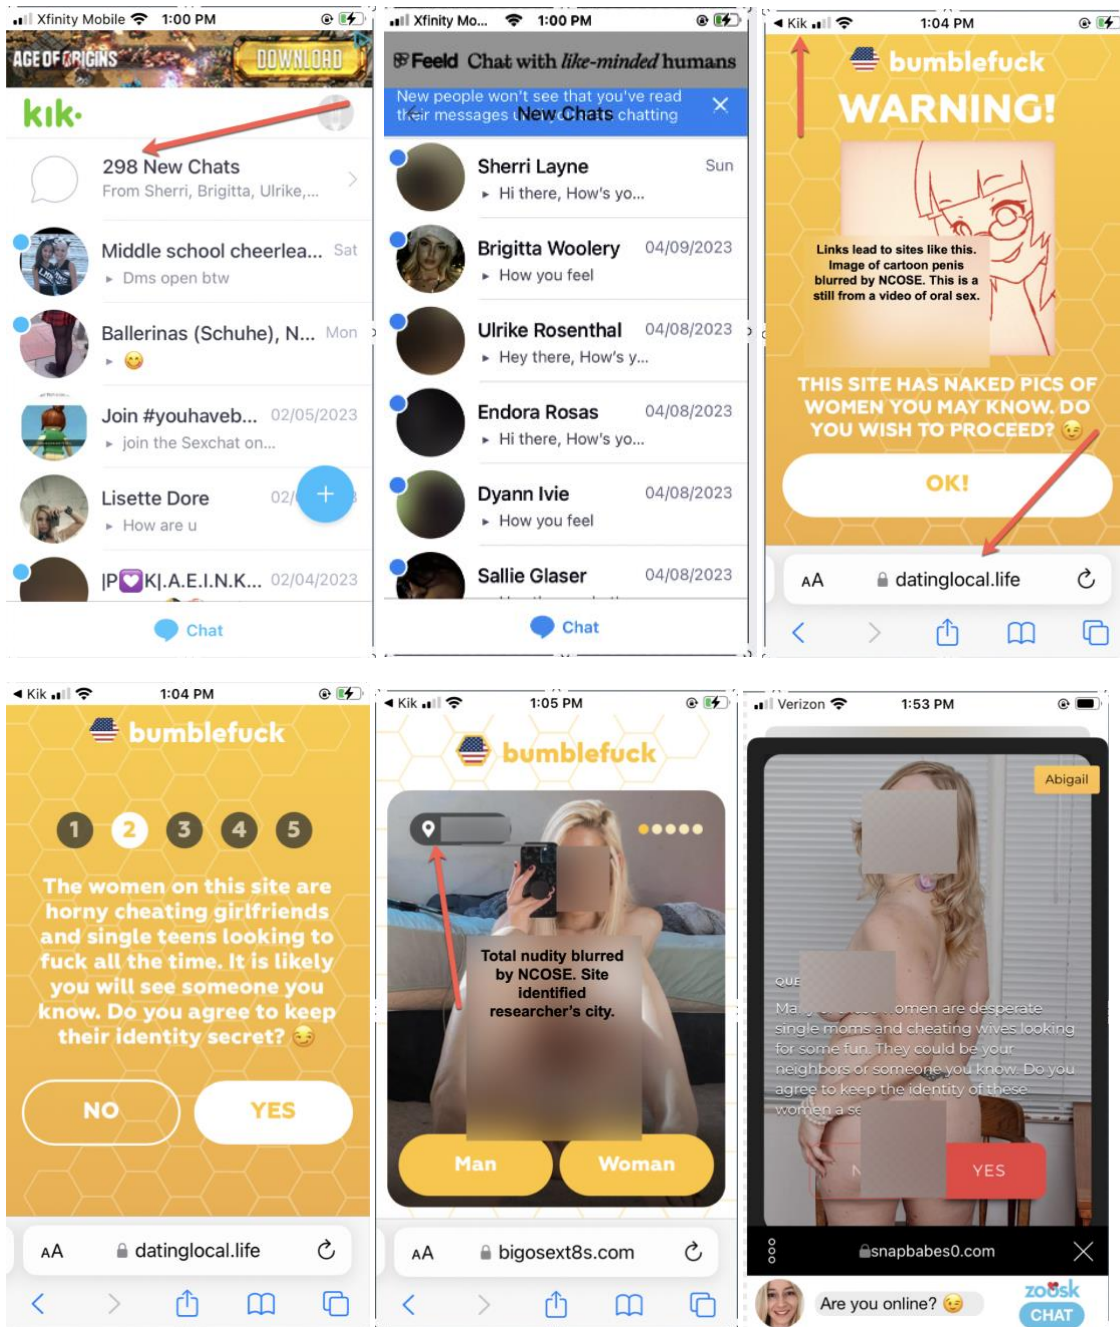 Xfinity Mobile 1:00 PM
AGE OF ORIGINS DOWNLOAD
kik·
298 New Chats
From Sherri, Brigitta, Ulrike,...
Middle school cheerlea... Sat
Dms open btw
Ballerinas (Schuhe), N... Mon
Join #youhaveb... 02/05/2023
join the Sexchat on...
Lisette Dore 02/
How are u
|P💟K|.A.E.I.N.K... 02/04/2023
Chat
Xfinity Mo... 1:00 PM
Feeld Chat with like-minded humans
New people won't see that you've read
their messages chatting
New Chats
Sherri Layne Sun
Hi there, How's yo...
Brigitta Woolery 04/09/2023
How you feel
Ulrike Rosenthal 04/08/2023
Hey there, How's y...
Endora Rosas 04/08/2023
Hi there, How's yo...
Dyann Ivie 04/08/2023
How you feel
Sallie Glaser 04/08/2023
Chat
Kik 1:04 PM
bumblefuck
WARNING!
Links lead to sites like this.
Image of cartoon penis
blurred by NCOSE. This is a
still from a video of oral sex.
THIS SITE HAS NAKED PICS OF
WOMEN YOU MAY KNOW. DO
YOU WISH TO PROCEED? 😉
OK!
AA datinglocal.life
Kik 1:04 PM
bumblefuck
1 2 3 4 5
The women on this site are
horny cheating girlfriends
and single teens looking to
fuck all the time. It is likely
you will see someone you
know. Do you agree to keep
their identity secret? 😏
NO YES
AA datinglocal.life
Kik 1:05 PM
bumblefuck
Total nudity blurred
by NCOSE. Site
identified
researcher's city.
Man Woman
AA bigosext8s.com
Verizon 1:53 PM
Abigail
QUE
Ma omen are desperate
single moms and cheating wives looking
for some fun. They could be your
neighbors or someone you know. Do you
agree to keep the identity of these
women a se
N YES
snapbabes0.com
Are you online? 😉
zoosk
CHAT